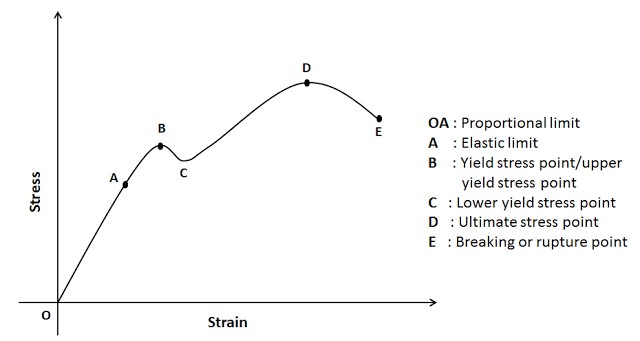 D
B
E
A
C
Stress
O
Strain
OA : Proportional limit
A : Elastic limit
B : Yield stress point/upper
yield stress point
C : Lower yield stress point
D : Ultimate stress point
E : Breaking or rupture point